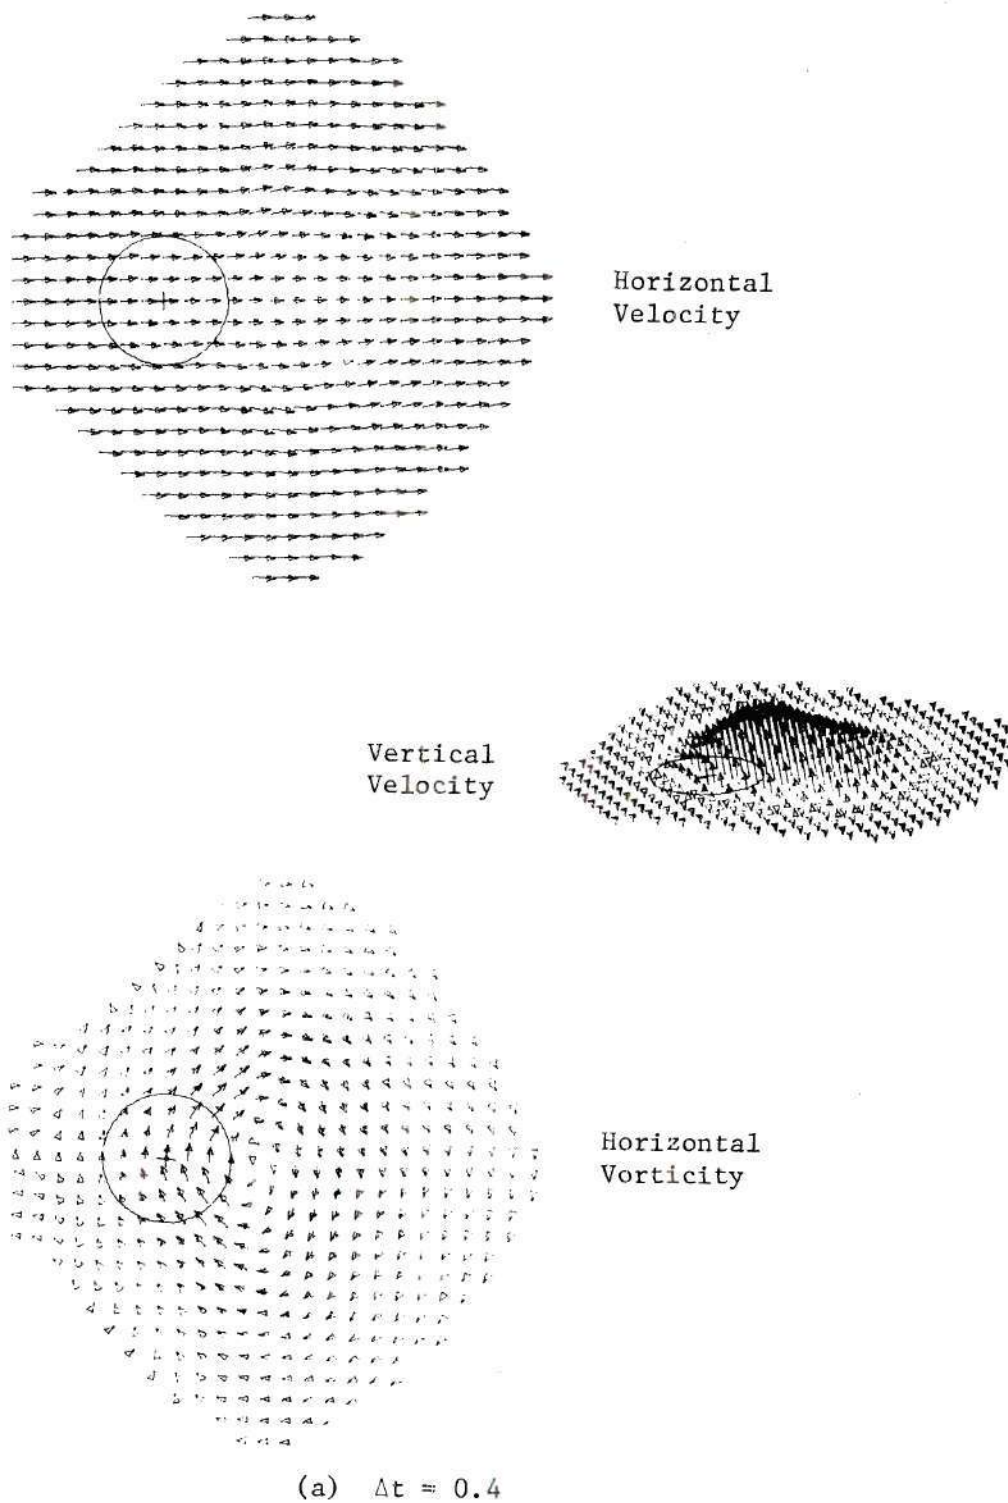 Horizontal
Velocity
Vertical
Velocity
Horizontal
Vorticity
(a) Δt = 0.4